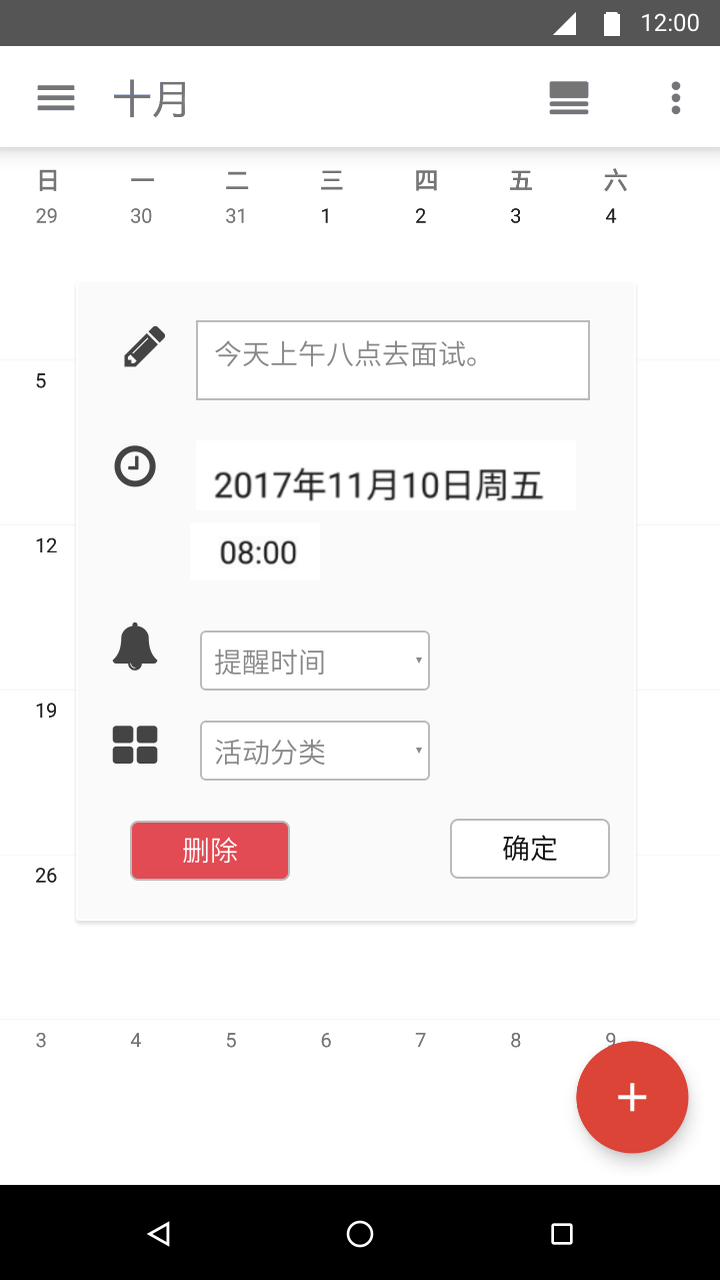 12:00
十月
日 一 二 三 四 五 六
29 30 31 1 2 3 4
今天上午八点去面试。
5
2017年11月10日周五
12
08:00
提醒时间
19
活动分类
删除 确定
26
3 4 5 6 7 8 9